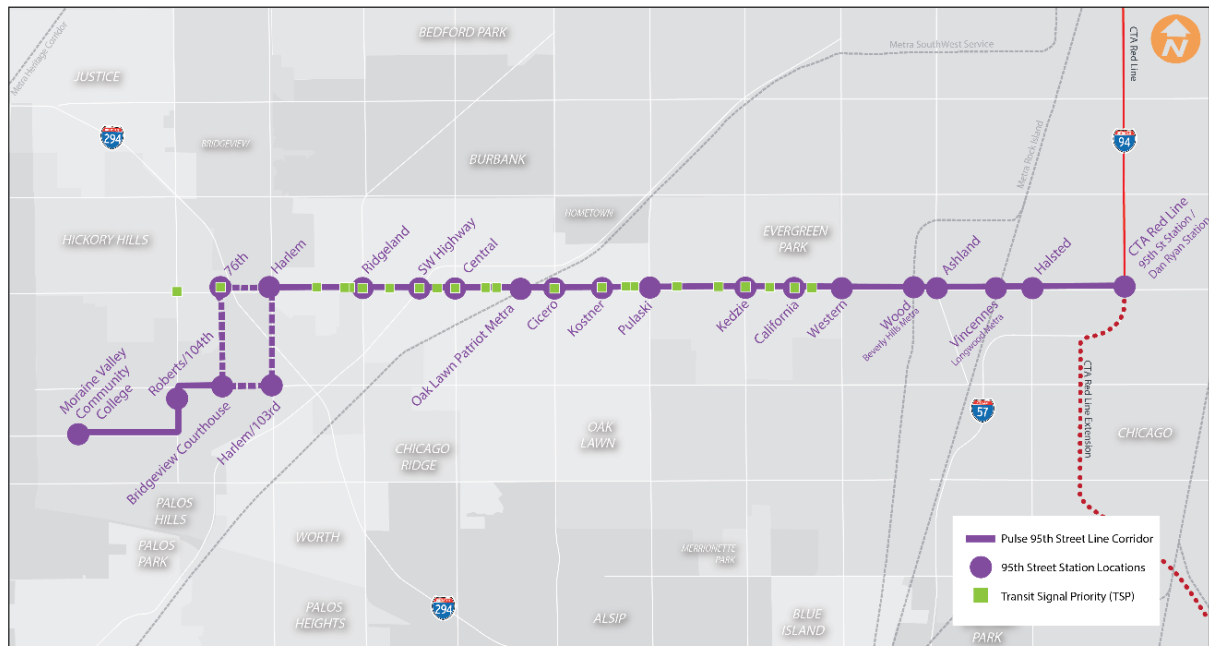 BEDFORD PARK
Metra Heritage Corridor
JUSTICE
Metra SouthWest Service
CTA Red Line
N
294
BRIDGEVIEW
BURBANK
94
Metra Rock Island
HOMETOWN
EVERGREEN
PARK
HICKORY HILLS
76th
Harlem
Ridgeland
SW Highway
Central
Ashland
Halsted
CTA Red Line
95th St Station /
Dan Ryan Station
Oak Lawn Patriot Metra
Cicero
Kostner
Pulaski
Kedzie
California
Western
Wood
Beverly Hills Metra
Vincennes
Longwood Metra
Moraine Valley
Community
College
Roberts/104th
Bridgeview Courthouse
Harlem/103rd
CTA Red Line Extension
57
CHICAGO
RIDGE
OAK
LAWN
CHICAGO
PALOS
HILLS
PALOS
PARK
WORTH
MERRIONETTE
PARK
PALOS
HEIGHTS
294
ALSIP
BLUE
ISLAND
PARK
Pulse 95th Street Line Corridor
95th Street Station Locations
Transit Signal Priority (TSP)